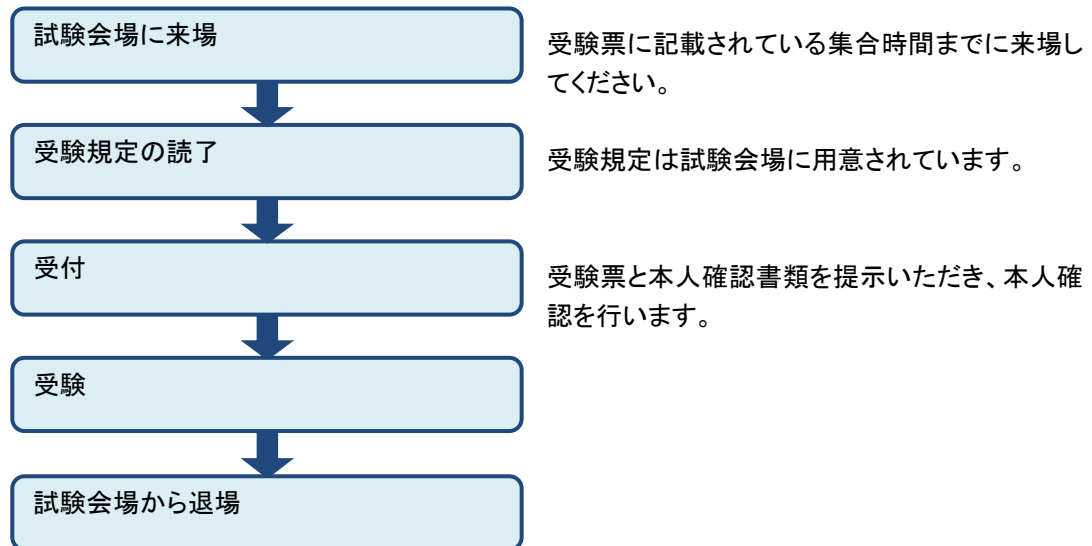 試験会場に来場
受験票に記載されている集合時間までに来場し
てください。
受験規定の読了
受験規定は試験会場に用意されています。
受付
受験票と本人確認書類を提示いただき、本人確
認を行います。
受験
試験会場から退場